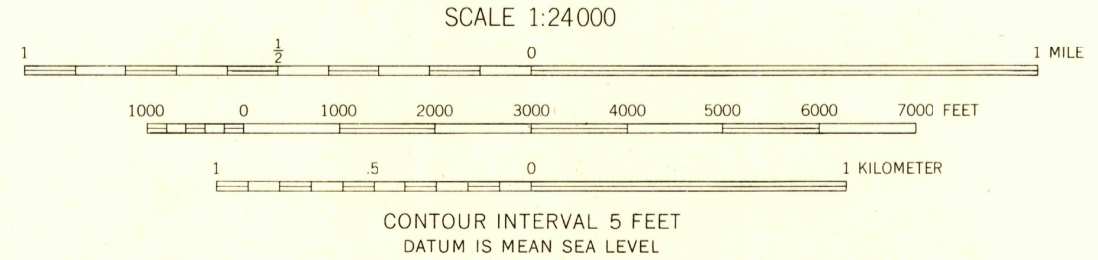 SCALE 1:24000
1 1/2 0 1 MILE
1000 0 1000 2000 3000 4000 5000 6000 7000 FEET
1 .5 0 1 KILOMETER
CONTOUR INTERVAL 5 FEET
DATUM IS MEAN SEA LEVEL